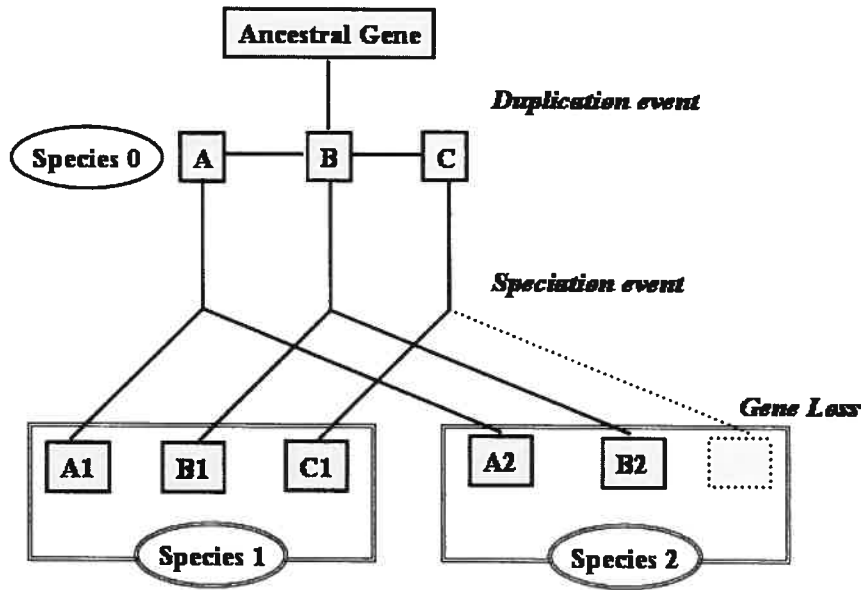 Ancestral Gene
Duplication event
Species 0
A
B
C
Speciation event
Gene Loss
A1
B1
C1
A2
B2
Species 1
Species 2